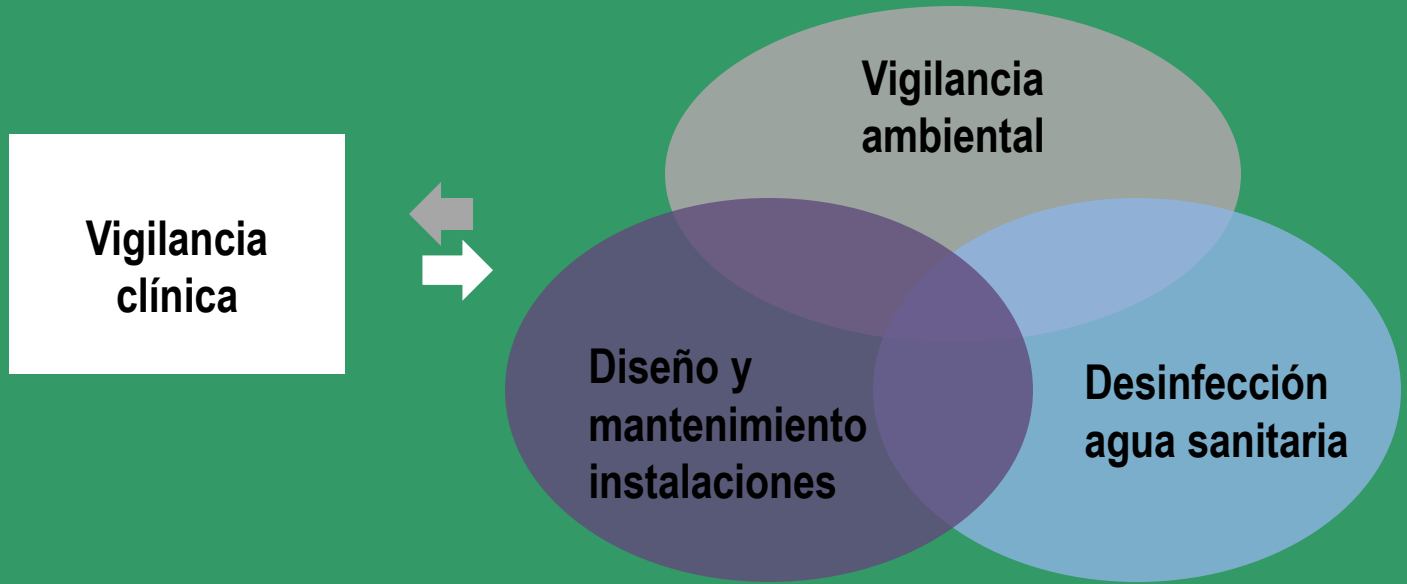 Vigilancia
ambiental
Vigilancia
clínica
Diseño y
mantenimiento
instalaciones
Desinfección
agua sanitaria